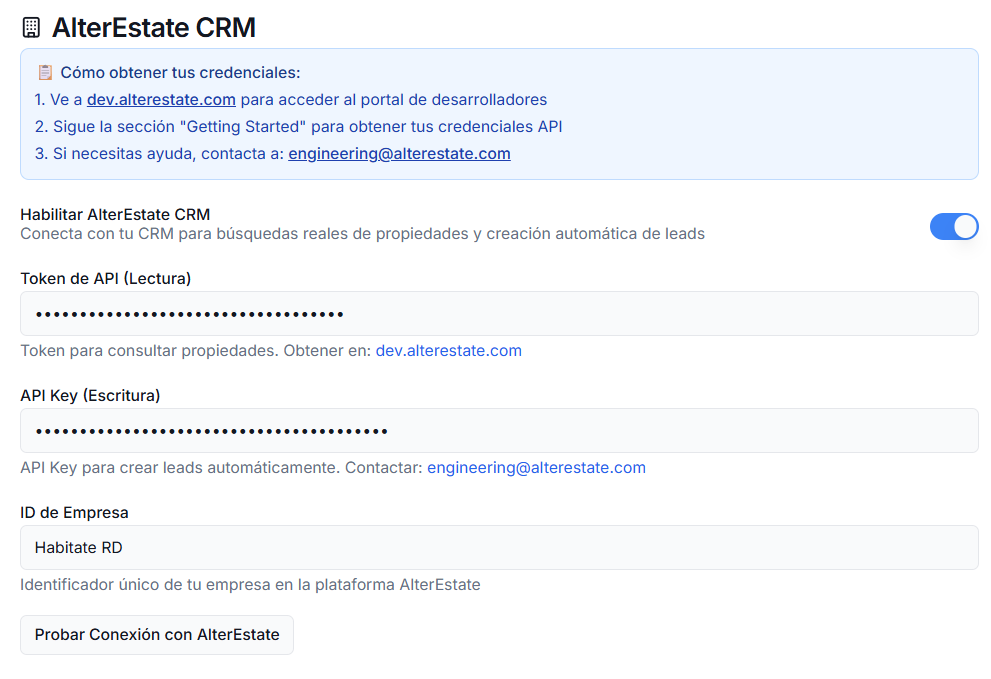 AlterEstate CRM
📋 Cómo obtener tus credenciales:
1. Ve a dev.alterestate.com para acceder al portal de desarrolladores
2. Sigue la sección "Getting Started" para obtener tus credenciales API
3. Si necesitas ayuda, contacta a: engineering@alterestate.com
Habilitar AlterEstate CRM
Conecta con tu CRM para búsquedas reales de propiedades y creación automática de leads
Token de API (Lectura)
•••••••••••••••••••••••••••••••••••
Token para consultar propiedades. Obtener en: dev.alterestate.com
API Key (Escritura)
••••••••••••••••••••••••••••••••••••••••
API Key para crear leads automáticamente. Contactar: engineering@alterestate.com
ID de Empresa
Habitate RD
Identificador único de tu empresa en la plataforma AlterEstate
Probar Conexión con AlterEstate